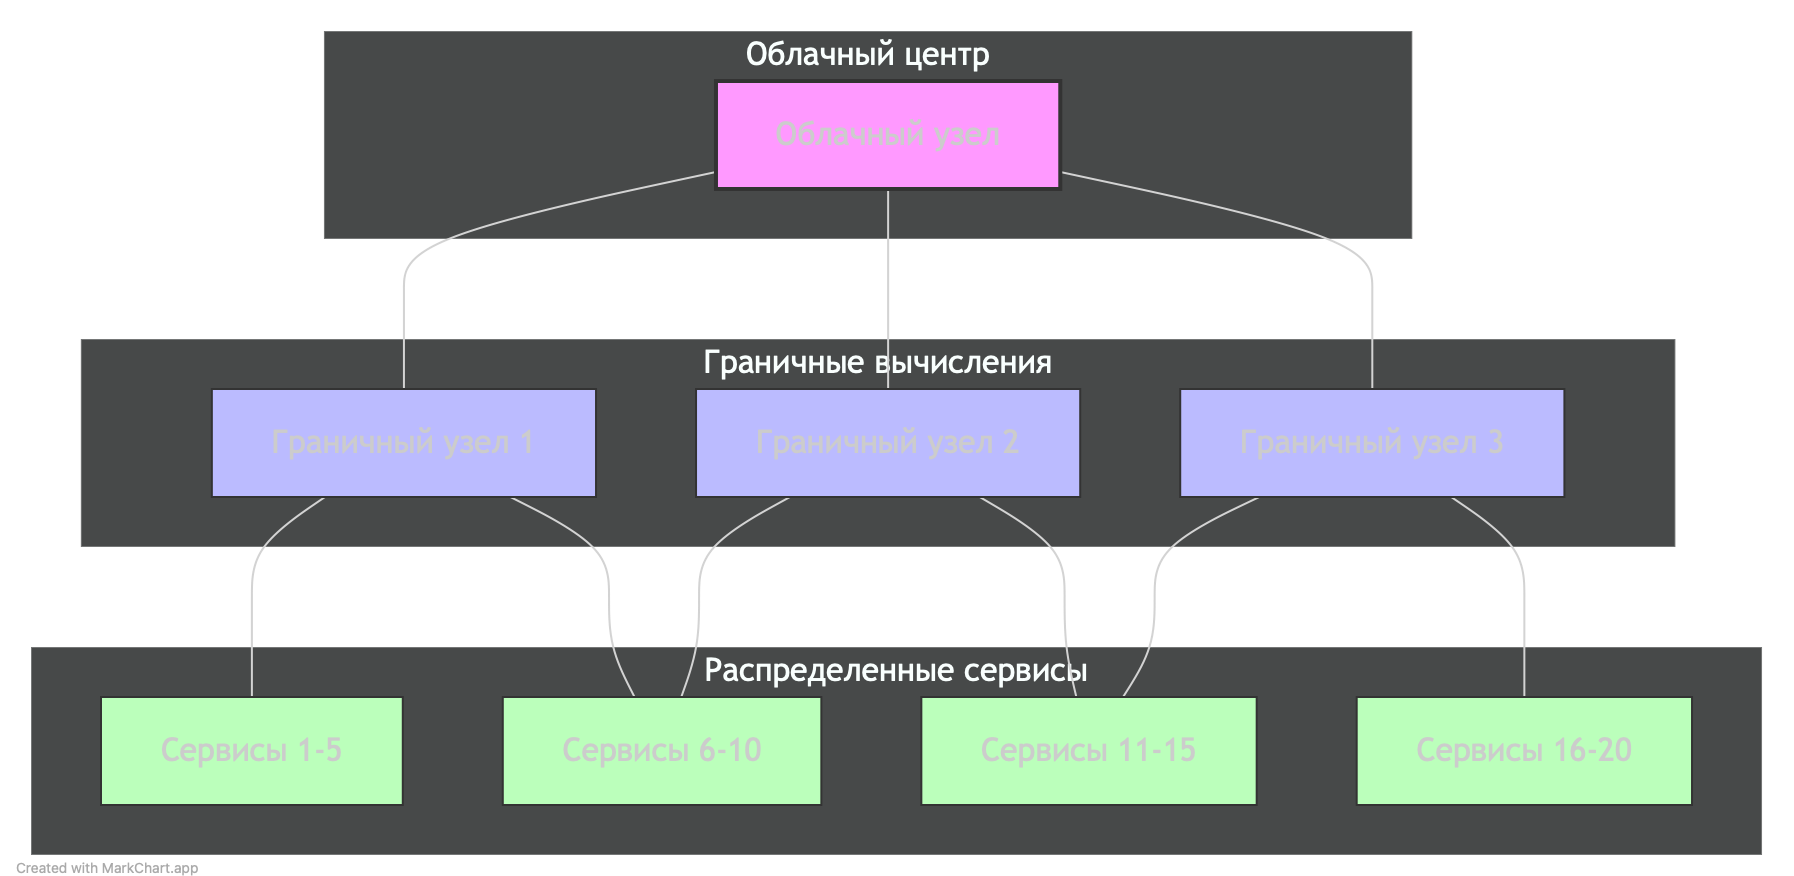 Облачный центр
Облачный узел
Граничные вычисления
Граничный узел 1
Граничный узел 2
Граничный узел 3
Распределенные сервисы
Сервисы 1-5
Сервисы 6-10
Сервисы 11-15
Сервисы 16-20
Created with MarkChart.app